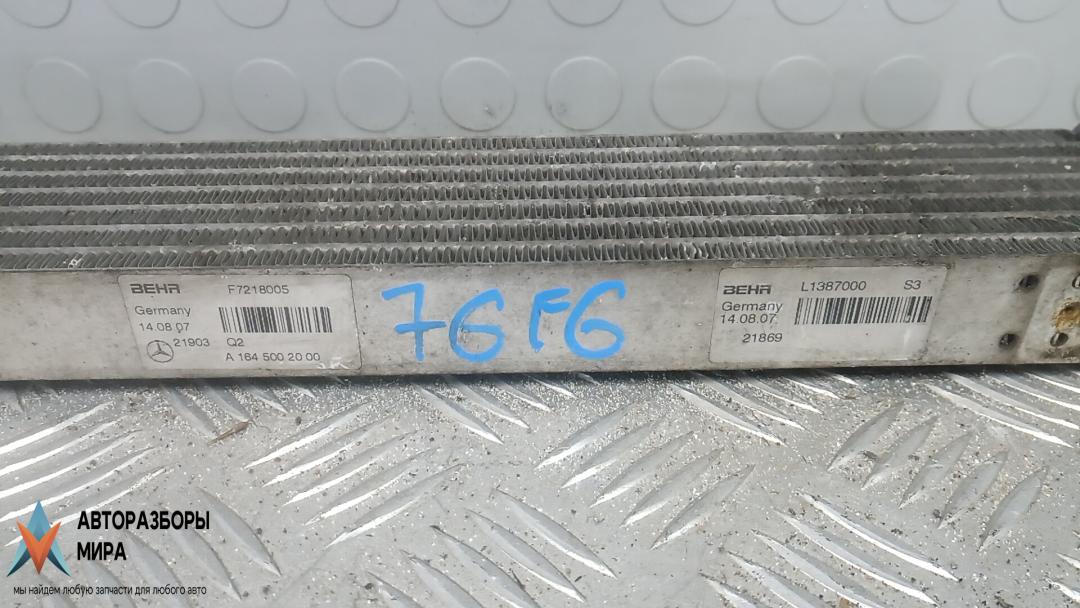 BEHR F7218005
Germany
14.08.07
21903 Q2
A 164 500 20 00
7GFG
BEHR L1387000 S3
Germany
14.08.07
21869
АВТОРАЗБОРЫ
МИРА
мы найдем любую запчасти для любого авто